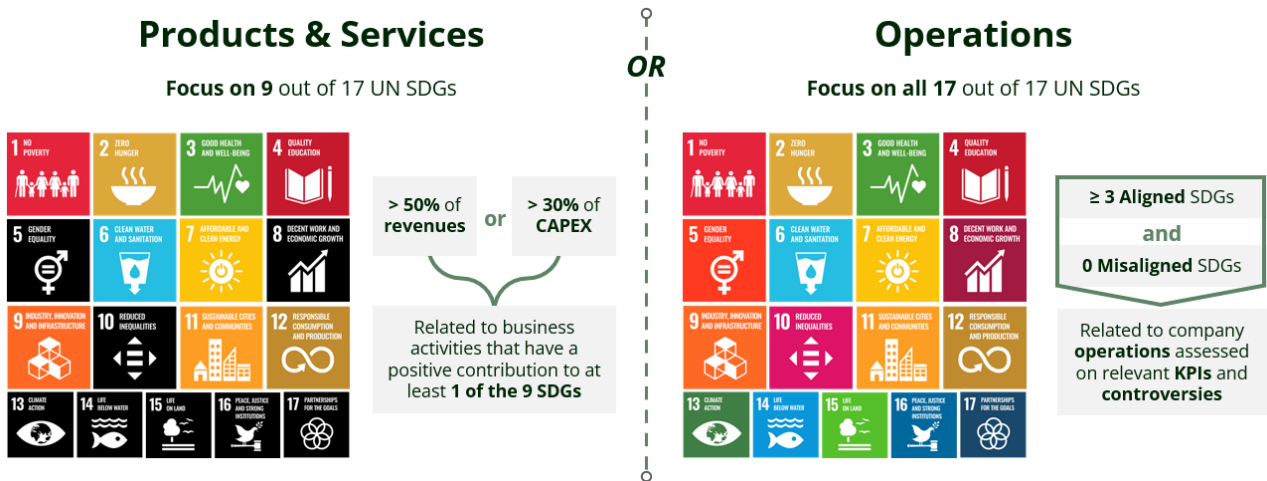 Products & Services
Focus on 9 out of 17 UN SDGs
1 NO
POVERTY
2 ZERO
HUNGER
3 GOOD HEALTH
AND WELL-BEING
4 QUALITY
EDUCATION
5 GENDER
EQUALITY
6 CLEAN WATER
AND SANITATION
7 AFFORDABLE AND
CLEAN ENERGY
8 DECENT WORK AND
ECONOMIC GROWTH
9 INDUSTRY, INNOVATION
AND INFRASTRUCTURE
10 REDUCED
INEQUALITIES
11 SUSTAINABLE CITIES
AND COMMUNITIES
12 RESPONSIBLE
CONSUMPTION
AND PRODUCTION
13 CLIMATE
ACTION
14 LIFE
BELOW WATER
15 LIFE
ON LAND
16 PEACE, JUSTICE
AND STRONG
INSTITUTIONS
17 PARTNERSHIPS
FOR THE GOALS
> 50% of
revenues
or
> 30% of
CAPEX
Related to business
activities that have a
positive contribution to at
least 1 of the 9 SDGs
OR
Operations
Focus on all 17 out of 17 UN SDGs
1 NO
POVERTY
2 ZERO
HUNGER
3 GOOD HEALTH
AND WELL-BEING
4 QUALITY
EDUCATION
5 GENDER
EQUALITY
6 CLEAN WATER
AND SANITATION
7 AFFORDABLE AND
CLEAN ENERGY
8 DECENT WORK AND
ECONOMIC GROWTH
9 INDUSTRY, INNOVATION
AND INFRASTRUCTURE
10 REDUCED
INEQUALITIES
11 SUSTAINABLE CITIES
AND COMMUNITIES
12 RESPONSIBLE
CONSUMPTION
AND PRODUCTION
13 CLIMATE
ACTION
14 LIFE
BELOW WATER
15 LIFE
ON LAND
16 PEACE, JUSTICE
AND STRONG
INSTITUTIONS
17 PARTNERSHIPS
FOR THE GOALS
≥ 3 Aligned SDGs
and
0 Misaligned SDGs
Related to company
operations assessed
on relevant KPIs and
controversies